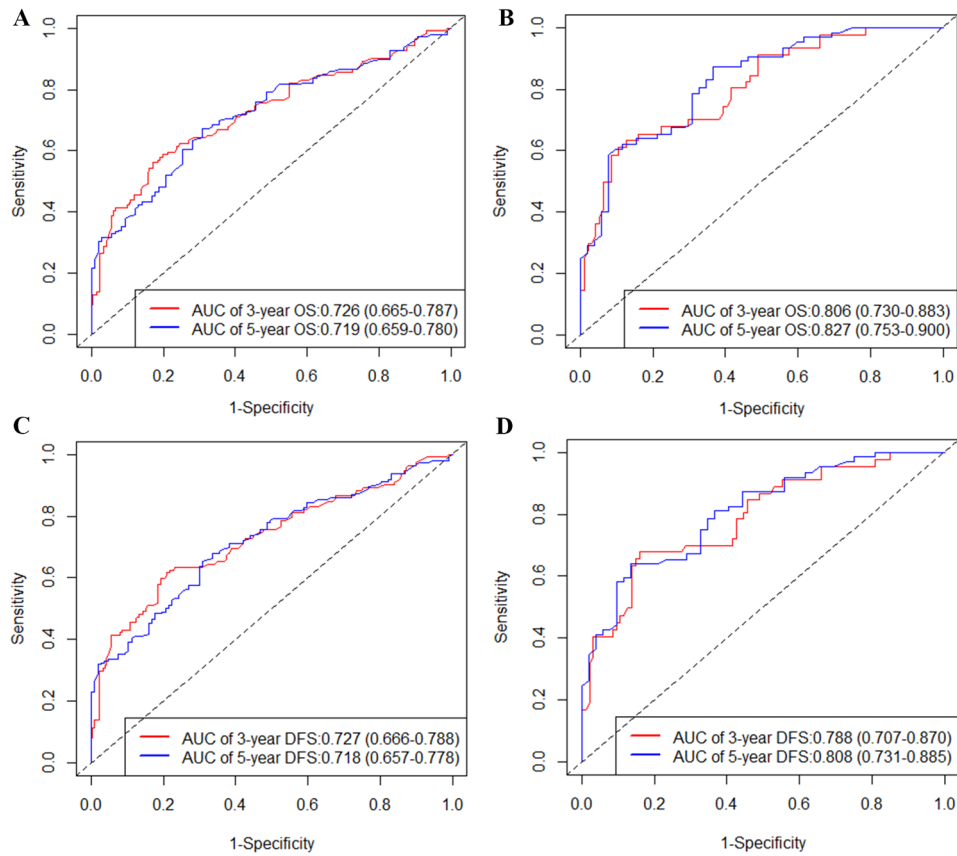 A
1.0
0.8
0.6
0.4
0.2
0.0
Sensitivity
AUC of 3-year OS:0.726 (0.665-0.787)
AUC of 5-year OS:0.719 (0.659-0.780)
0.0 0.2 0.4 0.6 0.8 1.0
1-Specificity
B
1.0
0.8
0.6
0.4
0.2
0.0
Sensitivity
AUC of 3-year OS:0.806 (0.730-0.883)
AUC of 5-year OS:0.827 (0.753-0.900)
0.0 0.2 0.4 0.6 0.8 1.0
1-Specificity
C
1.0
0.8
0.6
0.4
0.2
0.0
Sensitivity
AUC of 3-year DFS:0.727 (0.666-0.788)
AUC of 5-year DFS:0.718 (0.657-0.778)
0.0 0.2 0.4 0.6 0.8 1.0
1-Specificity
D
1.0
0.8
0.6
0.4
0.2
0.0
Sensitivity
AUC of 3-year DFS:0.788 (0.707-0.870)
AUC of 5-year DFS:0.808 (0.731-0.885)
0.0 0.2 0.4 0.6 0.8 1.0
1-Specificity